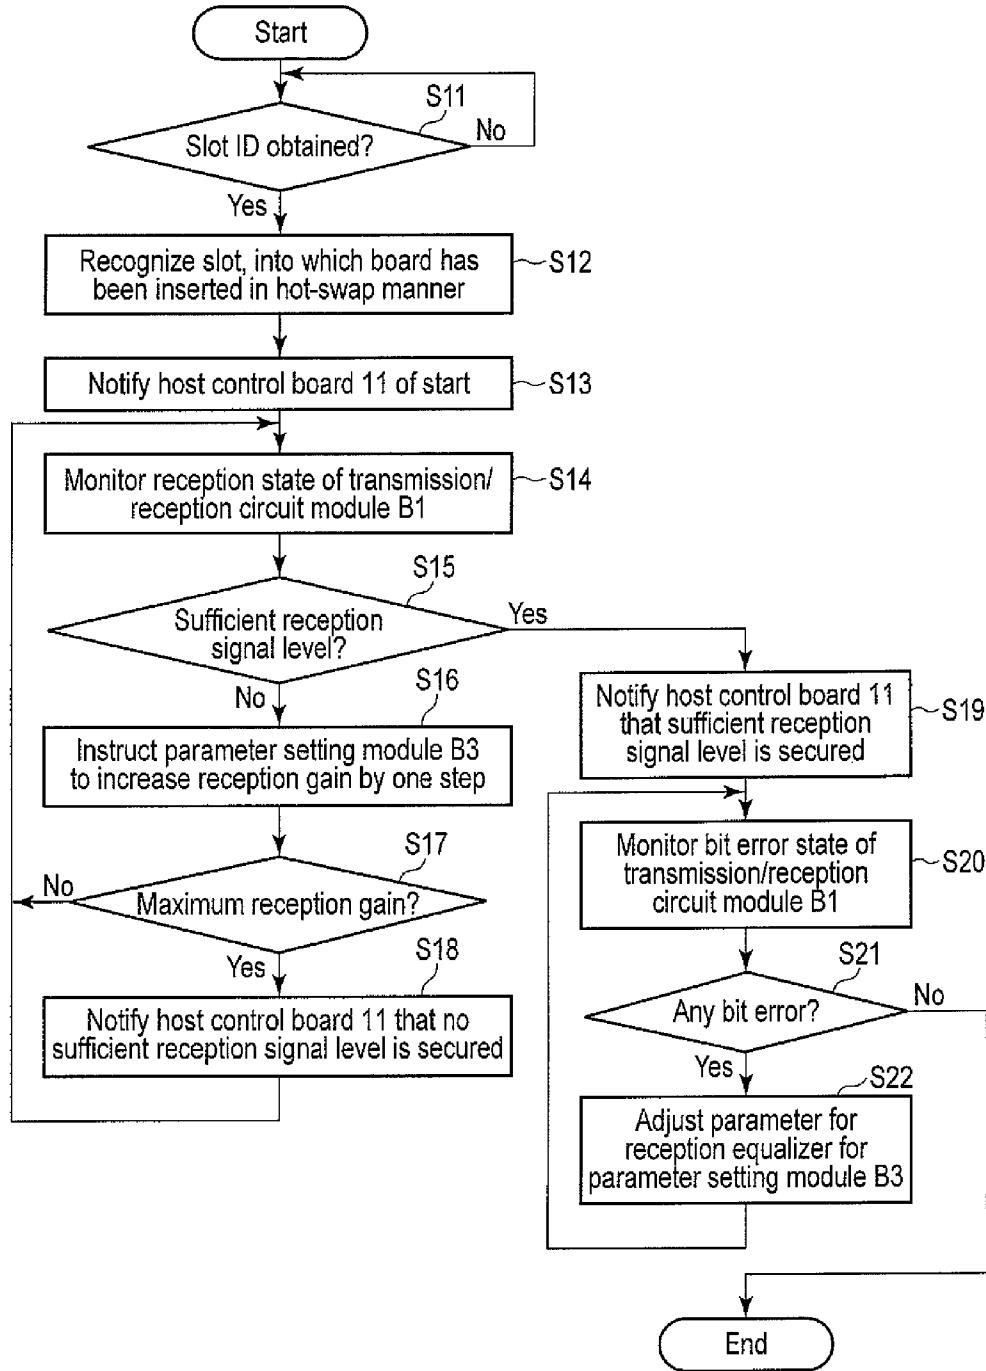 Start
S11
Slot ID obtained?
No
Yes
Recognize slot, into which board has
been inserted in hot-swap manner
S12
Notify host control board 11 of start
S13
Monitor reception state of transmission/
reception circuit module B1
S14
S15
Sufficient reception
signal level?
Yes
No
S16
Instruct parameter setting module B3
to increase reception gain by one step
S17
No
Maximum reception gain?
Yes
S18
Notify host control board 11 that no
sufficient reception signal level is secured
Notify host control board 11
that sufficient reception
signal level is secured
S19
Monitor bit error state of
transmission/reception
circuit module B1
S20
S21
Any bit error?
No
Yes
S22
Adjust parameter for
reception equalizer for
parameter setting module B3
End